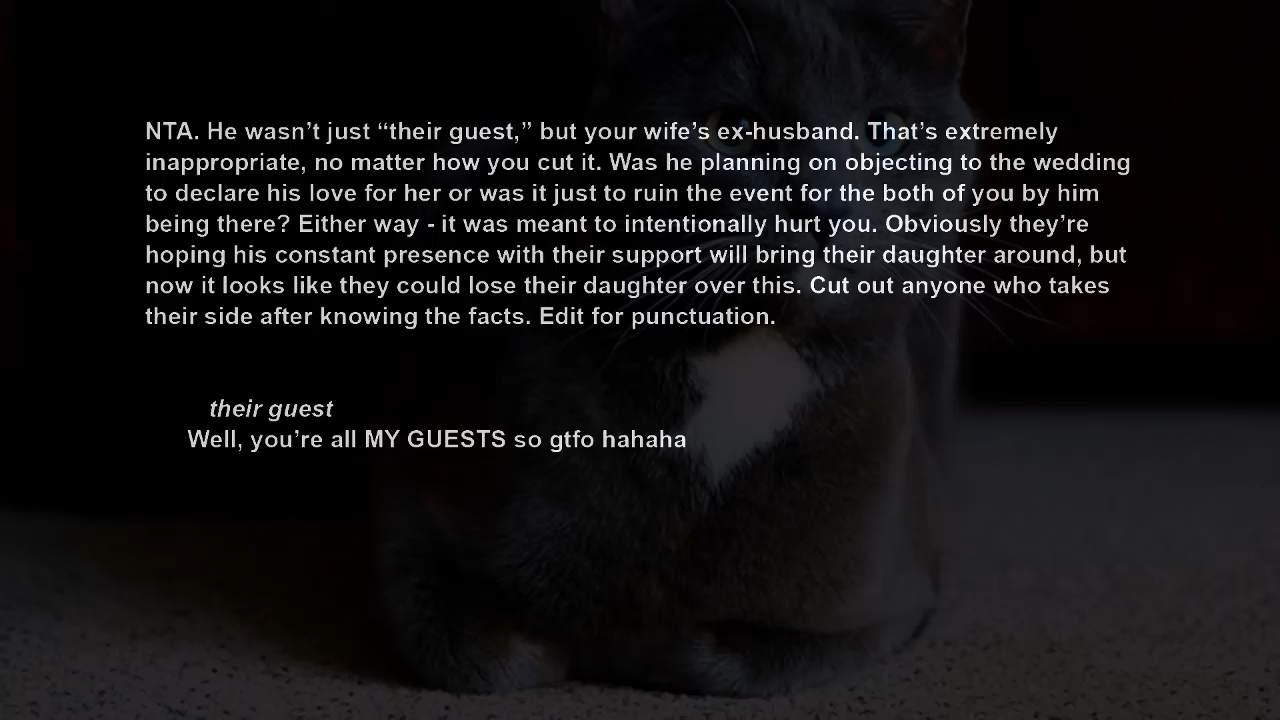 NTA. He wasn’t just “their guest,” but your wife’s ex-husband. That’s extremely
inappropriate, no matter how you cut it. Was he planning on objecting to the wedding
to declare his love for her or was it just to ruin the event for the both of you by him
being there? Either way - it was meant to intentionally hurt you. Obviously they’re
hoping his constant presence with their support will bring their daughter around, but
now it looks like they could lose their daughter over this. Cut out anyone who takes
their side after knowing the facts. Edit for punctuation.
their guest
Well, you’re all MY GUESTS so gtfo hahaha